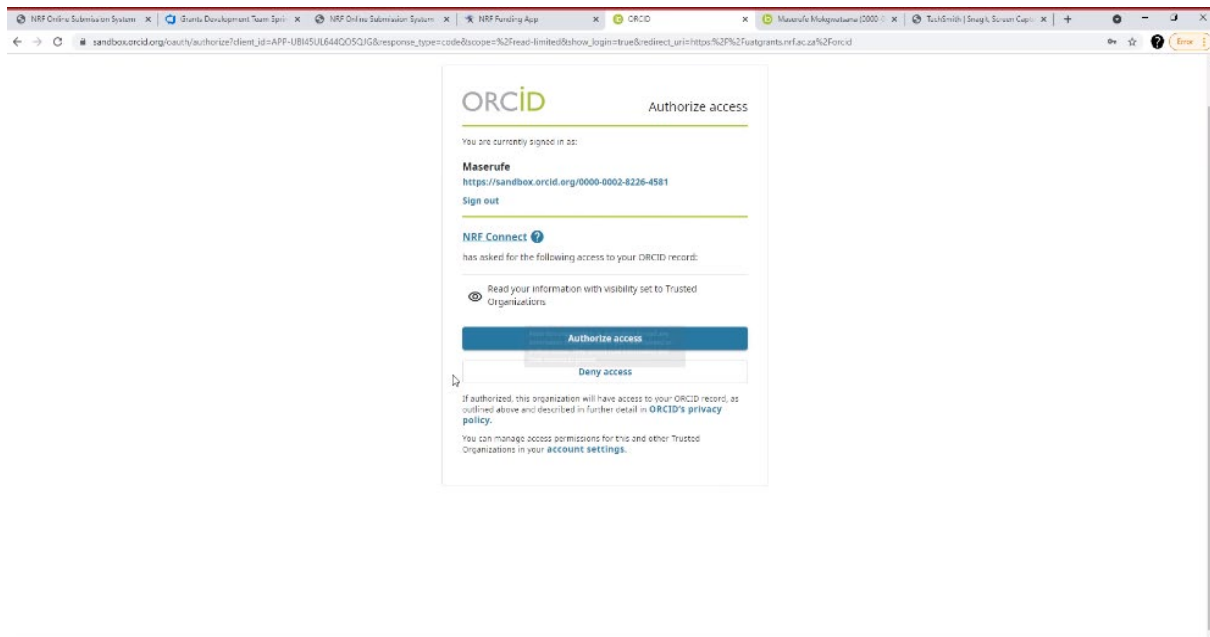 NRF Online Submission System
Grants Development Team Sprin
NRF Online Submission System
NRF Funding App
ORCID
TechSmith | Snagit, Screen Captu
sandbox.orcid.org/oauth/authorize?client_id=APP-UBI45UL644QO5QJG&response_type=code&scope=%2Fread-limited&show_login=true&redirect_uri=https:%2F%2Fuatgrants.nrf.ac.za%2Forcid
Error
ORCID
Authorize access
You are currently signed in as:
Maserufe
https://sandbox.orcid.org/0000-0002-8226-4581
Sign out
NRF Connect ?
has asked for the following access to your ORCID record:
Read your information with visibility set to Trusted
Organizations
Authorize access
Deny access
If authorized, this organization will have access to your ORCID record, as
outlined above and described in further detail in ORCID's privacy
policy.
You can manage access permissions for this and other Trusted
Organizations in your account settings.